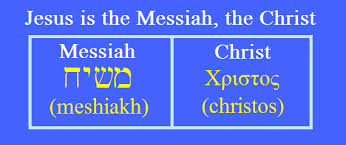 Jesus is the Messiah, the Christ
Messiah
משיח
(meshiakh)
Christ
Χριστος
(christos)